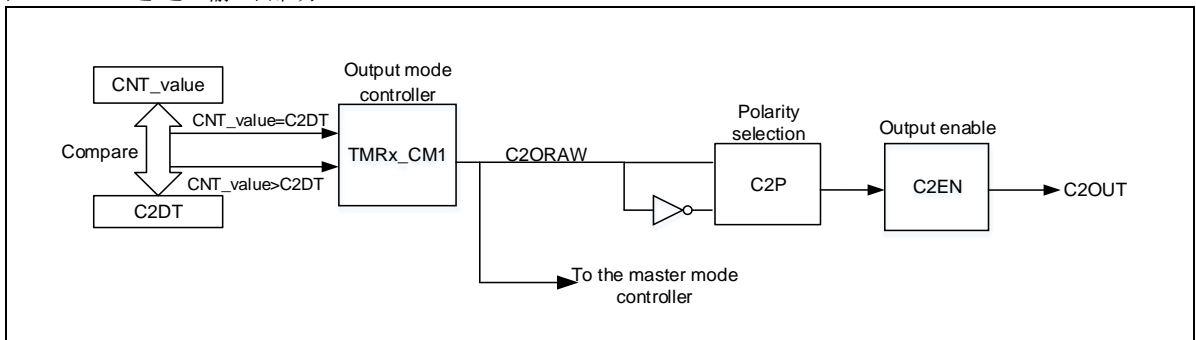 Output mode
controller
CNT_value
CNT_value=C2DT
Compare
CNT_value>C2DT
C2DT
TMRx_CM1
C2ORAW
Polarity
selection
C2P
Output enable
C2EN
C2OUT
To the master mode
controller